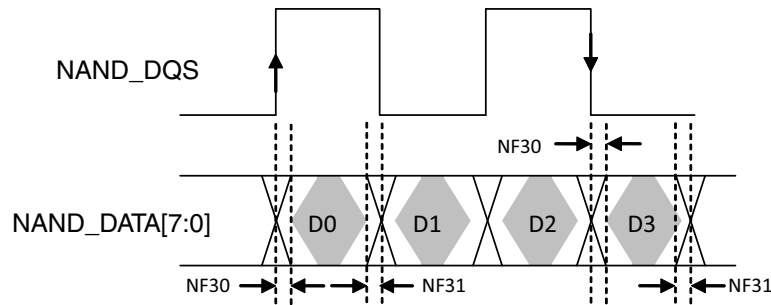 NAND_DQS
NF30
NAND_DATA[7:0] D0 D1 D2 D3
NF30 NF31 NF31